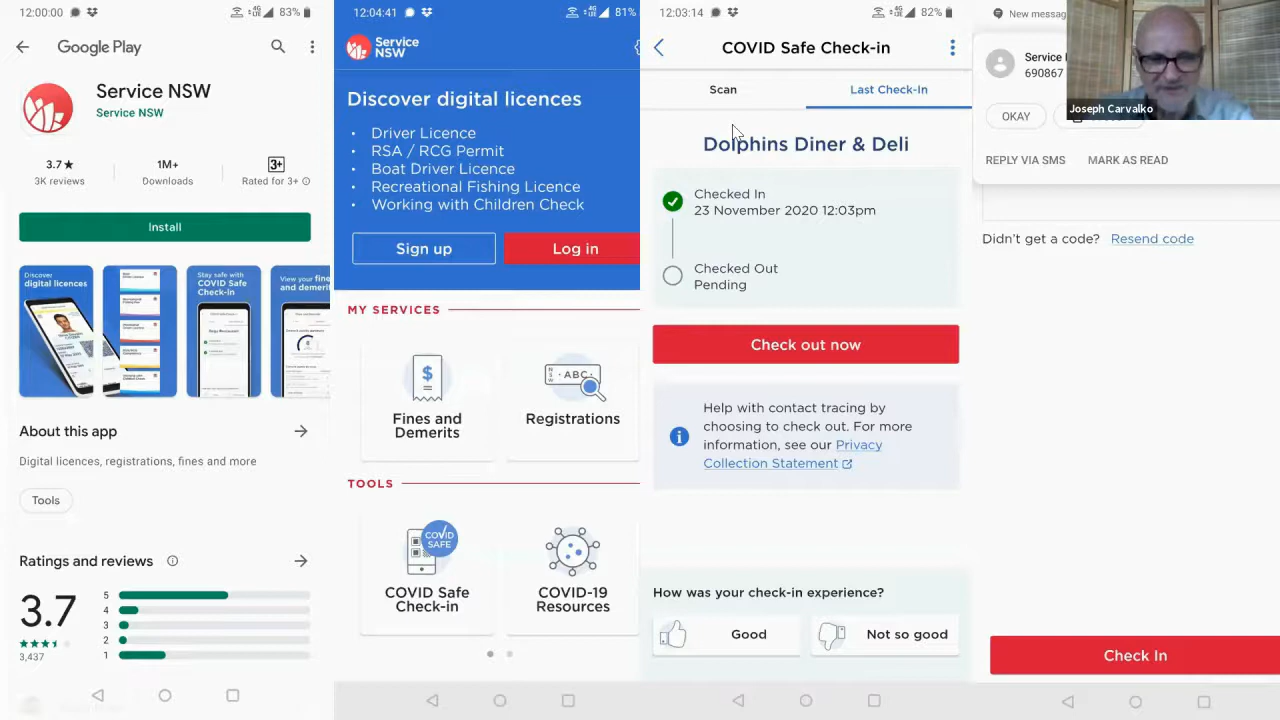 12:00:00
83%
Google Play
Service NSW
Service NSW
3.7★
3K reviews
1M+
Downloads
3+
Rated for 3+
Install
Discover
digital licences
Stay safe with
COVID Safe
Check-in
View your fine
and demerit
About this app
Digital licences, registrations, fines and more
Tools
Ratings and reviews
3.7
3,437
5
4
3
2
1
12:04:41
81%
Service
NSW
Discover digital licences
• Driver Licence
• RSA / RCG Permit
• Boat Driver Licence
• Recreational Fishing Licence
• Working with Children Check
Sign up
Log in
MY SERVICES
$
Fines and
Demerits
NSW
ABC
Registrations
TOOLS
COVID
SAFE
COVID Safe
Check-in
COVID-19
Resources
12:03:14
82%
COVID Safe Check-in
Scan
Last Check-In
Dolphins Diner & Deli
Checked In
23 November 2020 12:03pm
Checked Out
Pending
Check out now
Help with contact tracing by
choosing to check out. For more
information, see our Privacy
Collection Statement
How was your check-in experience?
Good
Not so good
New messag
Service
690867
Joseph Carvalko
OKAY
REPLY VIA SMS
MARK AS READ
Didn't get a code? Resend code
Check In